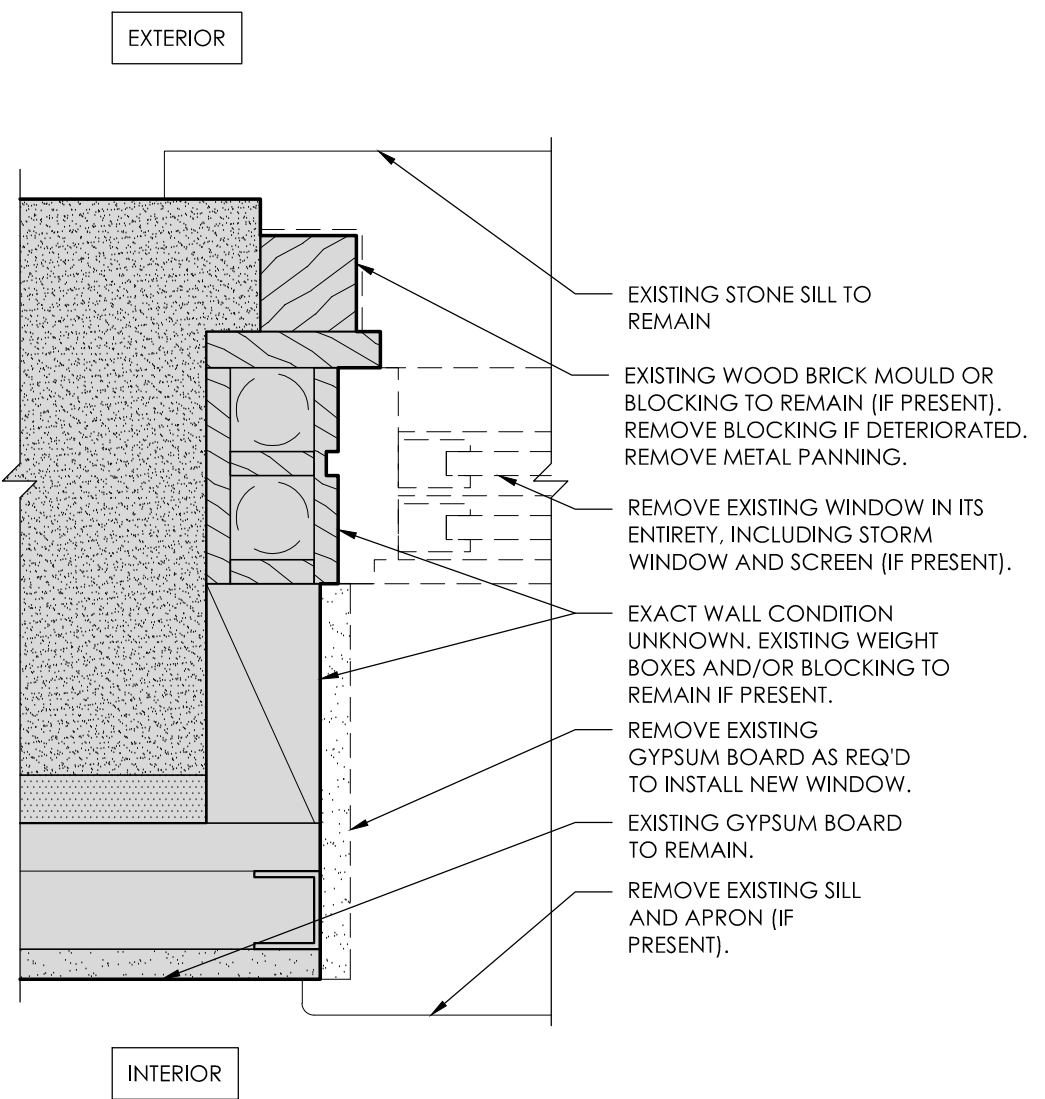 EXTERIOR
EXISTING STONE SILL TO
REMAIN
EXISTING WOOD BRICK MOULD OR
BLOCKING TO REMAIN (IF PRESENT).
REMOVE BLOCKING IF DETERIORATED.
REMOVE METAL PANNING.
REMOVE EXISTING WINDOW IN ITS
ENTIRETY, INCLUDING STORM
WINDOW AND SCREEN (IF PRESENT).
EXACT WALL CONDITION
UNKNOWN. EXISTING WEIGHT
BOXES AND/OR BLOCKING TO
REMAIN IF PRESENT.
REMOVE EXISTING
GYPSUM BOARD AS REQ'D
TO INSTALL NEW WINDOW.
EXISTING GYPSUM BOARD
TO REMAIN.
REMOVE EXISTING SILL
AND APRON (IF
PRESENT).
INTERIOR